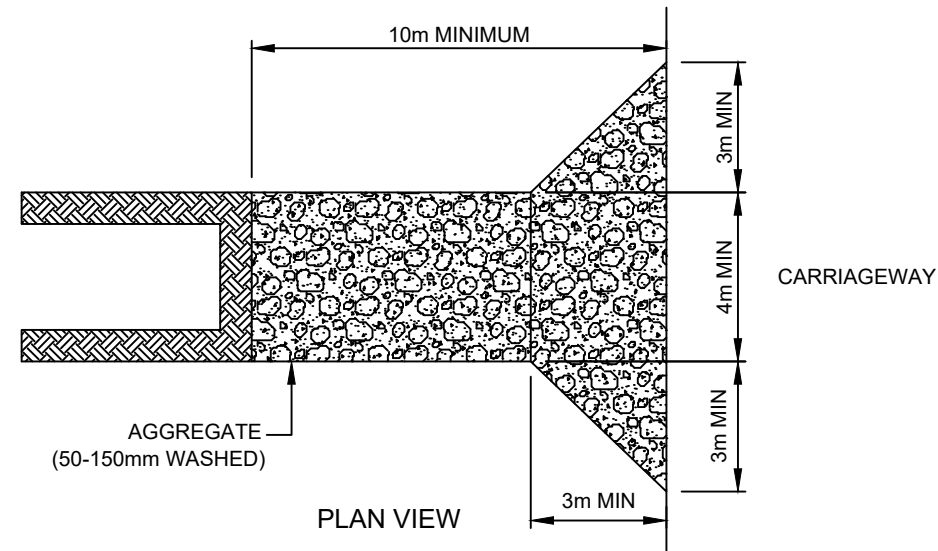 10m MINIMUM
3m MIN
4m MIN
CARRIAGEWAY
3m MIN
AGGREGATE
(50-150mm WASHED)
3m MIN
PLAN VIEW